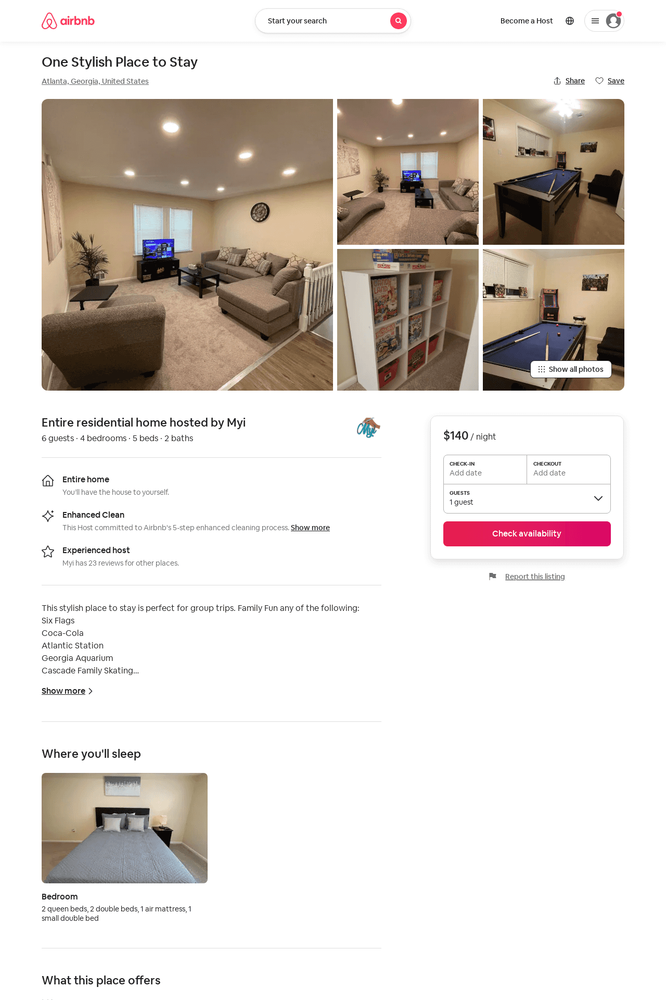 airbnb
Start your search
Become a Host
One Stylish Place to Stay
Atlanta, Georgia, United States
Share
Save
CANDY LAND
MONOPOLY
TROUBLE
Show all photos
Entire residential home hosted by Myi
6 guests · 4 bedrooms · 5 beds · 2 baths
Myi
$140 / night
CHECK-IN
Add date
CHECKOUT
Add date
GUESTS
1 guest
Check availability
Report this listing
Entire home
You’ll have the house to yourself.
Enhanced Clean
This Host committed to Airbnb's 5-step enhanced cleaning process. Show more
Experienced host
Myi has 23 reviews for other places.
This stylish place to stay is perfect for group trips. Family Fun any of the following:
Six Flags
Coca-Cola
Atlantic Station
Georgia Aquarium
Cascade Family Skating...
Show more
Where you'll sleep
Bedroom
2 queen beds, 2 double beds, 1 air mattress, 1
small double bed
What this place offers